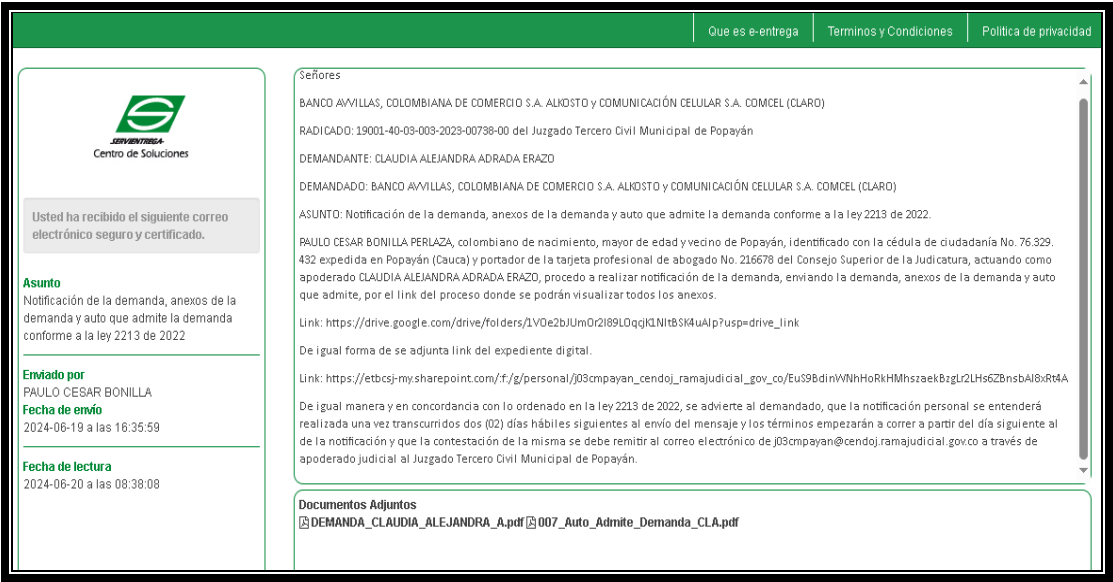 Que es e-entrega
Terminos y Condiciones
Politica de privacidad
SERVIENTREGA
Centro de Soluciones
Usted ha recibido el siguiente correo
electrónico seguro y certificado.
Asunto
Notificación de la demanda, anexos de la
demanda y auto que admite la demanda
conforme a la ley 2213 de 2022
Enviado por
PAULO CESAR BONILLA
Fecha de envío
2024-06-19 a las 16:35:59
Fecha de lectura
2024-06-20 a las 08:38:08
Señores
BANCO AVVILLAS, COLOMBIANA DE COMERCIO S.A. ALKOSTO y COMUNICACIÓN CELULAR S.A. COMCEL (CLARO)
RADICADO: 19001-40-03-003-2023-00738-00 del Juzgado Tercero Civil Municipal de Popayán
DEMANDANTE: CLAUDIA ALEJANDRA ADRADA ERAZO
DEMANDADO: BANCO AVVILLAS, COLOMBIANA DE COMERCIO S.A. ALKOSTO y COMUNICACIÓN CELULAR S.A. COMCEL (CLARO)
ASUNTO: Notificación de la demanda, anexos de la demanda y auto que admite la demanda conforme a la ley 2213 de 2022.
PAULO CESAR BONILLA PERLAZA, colombiano de nacimiento, mayor de edad y vecino de Popayán, identificado con la cédula de ciudadanía No. 76.329.
432 expedida en Popayán (Cauca) y portador de la tarjeta profesional de abogado No. 216678 del Consejo Superior de la Judicatura, actuando como
apoderado CLAUDIA ALEJANDRA ADRADA ERAZO, procedo a realizar notificación de la demanda, enviando la demanda, anexos de la demanda y auto
que admite, por el link del proceso donde se podrán visualizar todos los anexos.
Link: https://drive.google.com/drive/folders/1VOe2bJUmOr2I89LOqcjK1NItBSK4uAlp?usp=drive_link
De igual forma de se adjunta link del expediente digital.
Link: https://etbcsj-my.sharepoint.com/:f:/g/personal/j03cmpayan_cendoj_ramajudicial_gov_co/EuS9BdinWNhHoRkHMhszaekBzgLr2LHs6ZBnsbAI8xRt4A
De igual manera y en concordancia con lo ordenado en la ley 2213 de 2022, se advierte al demandado, que la notificación personal se entenderá
realizada una vez transcurridos dos (02) días hábiles siguientes al envío del mensaje y los términos empezarán a correr a partir del día siguiente al
de la notificación y que la contestación de la misma se debe remitir al correo electrónico de j03cmpayan@cendoj.ramajudicial.gov.co a través de
apoderado judicial al Juzgado Tercero Civil Municipal de Popayán.
Documentos Adjuntos
DEMANDA_CLAUDIA_ALEJANDRA_A.pdf 007_Auto_Admite_Demanda_CLA.pdf